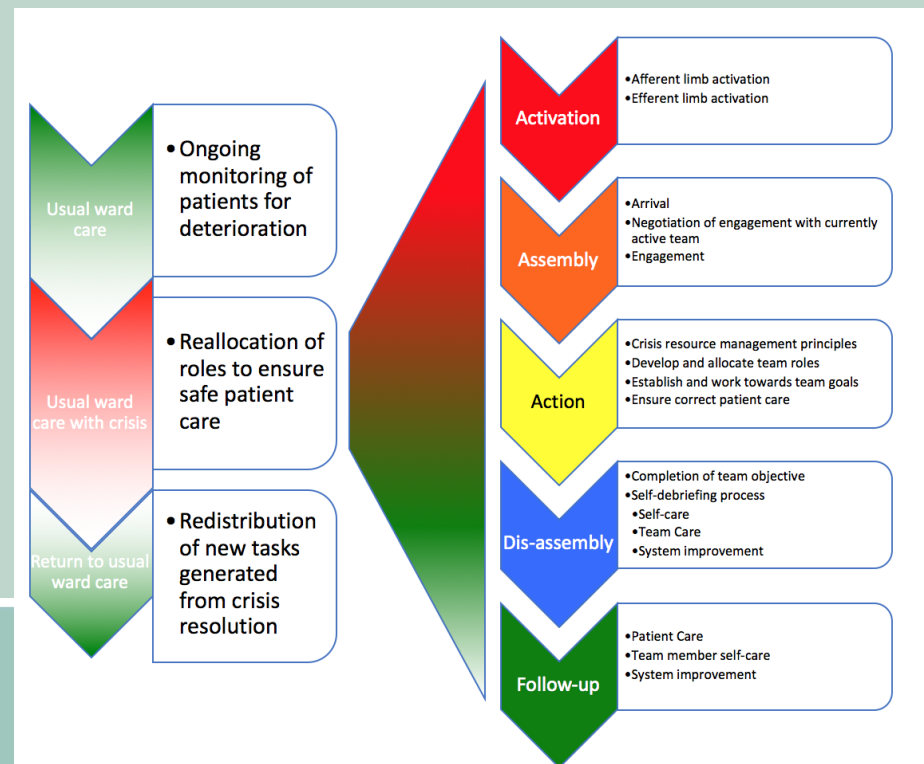 Usual ward
care
•Ongoing
monitoring of
patients for
deterioration
Usual ward
care with crisis
•Reallocation of
roles to ensure
safe patient
care
Return to usual
ward care
•Redistribution
of new tasks
generated
from crisis
resolution
Activation
•Afferent limb activation
•Efferent limb activation
Assembly
•Arrival
•Negotiation of engagement with currently
active team
•Engagement
Action
•Crisis resource management principles
•Develop and allocate team roles
•Establish and work towards team goals
•Ensure correct patient care
Dis-assembly
•Completion of team objective
•Self-debriefing process
•Self-care
•Team Care
•System improvement
Follow-up
•Patient Care
•Team member self-care
•System improvement